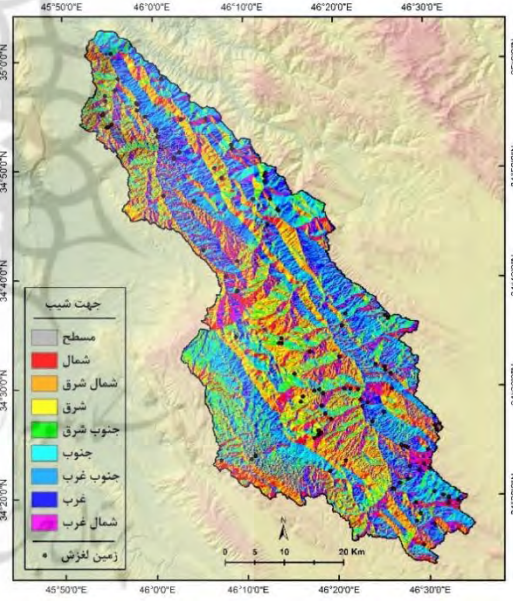 45°50'0"E 46°0'0"E 46°10'0"E 46°20'0"E 46°30'0"E
35°0'0"N
34°50'0"N
34°40'0"N
34°30'0"N
34°20'0"N
جهت شیب
مسطح
شمال
شمال شرق
شرق
جنوب شرق
جنوب
جنوب غرب
غرب
شمال غرب
زمین لغزش
N
0 5 10 20 Km
45°50'0"E 46°0'0"E 46°10'0"E 46°20'0"E 46°30'0"E